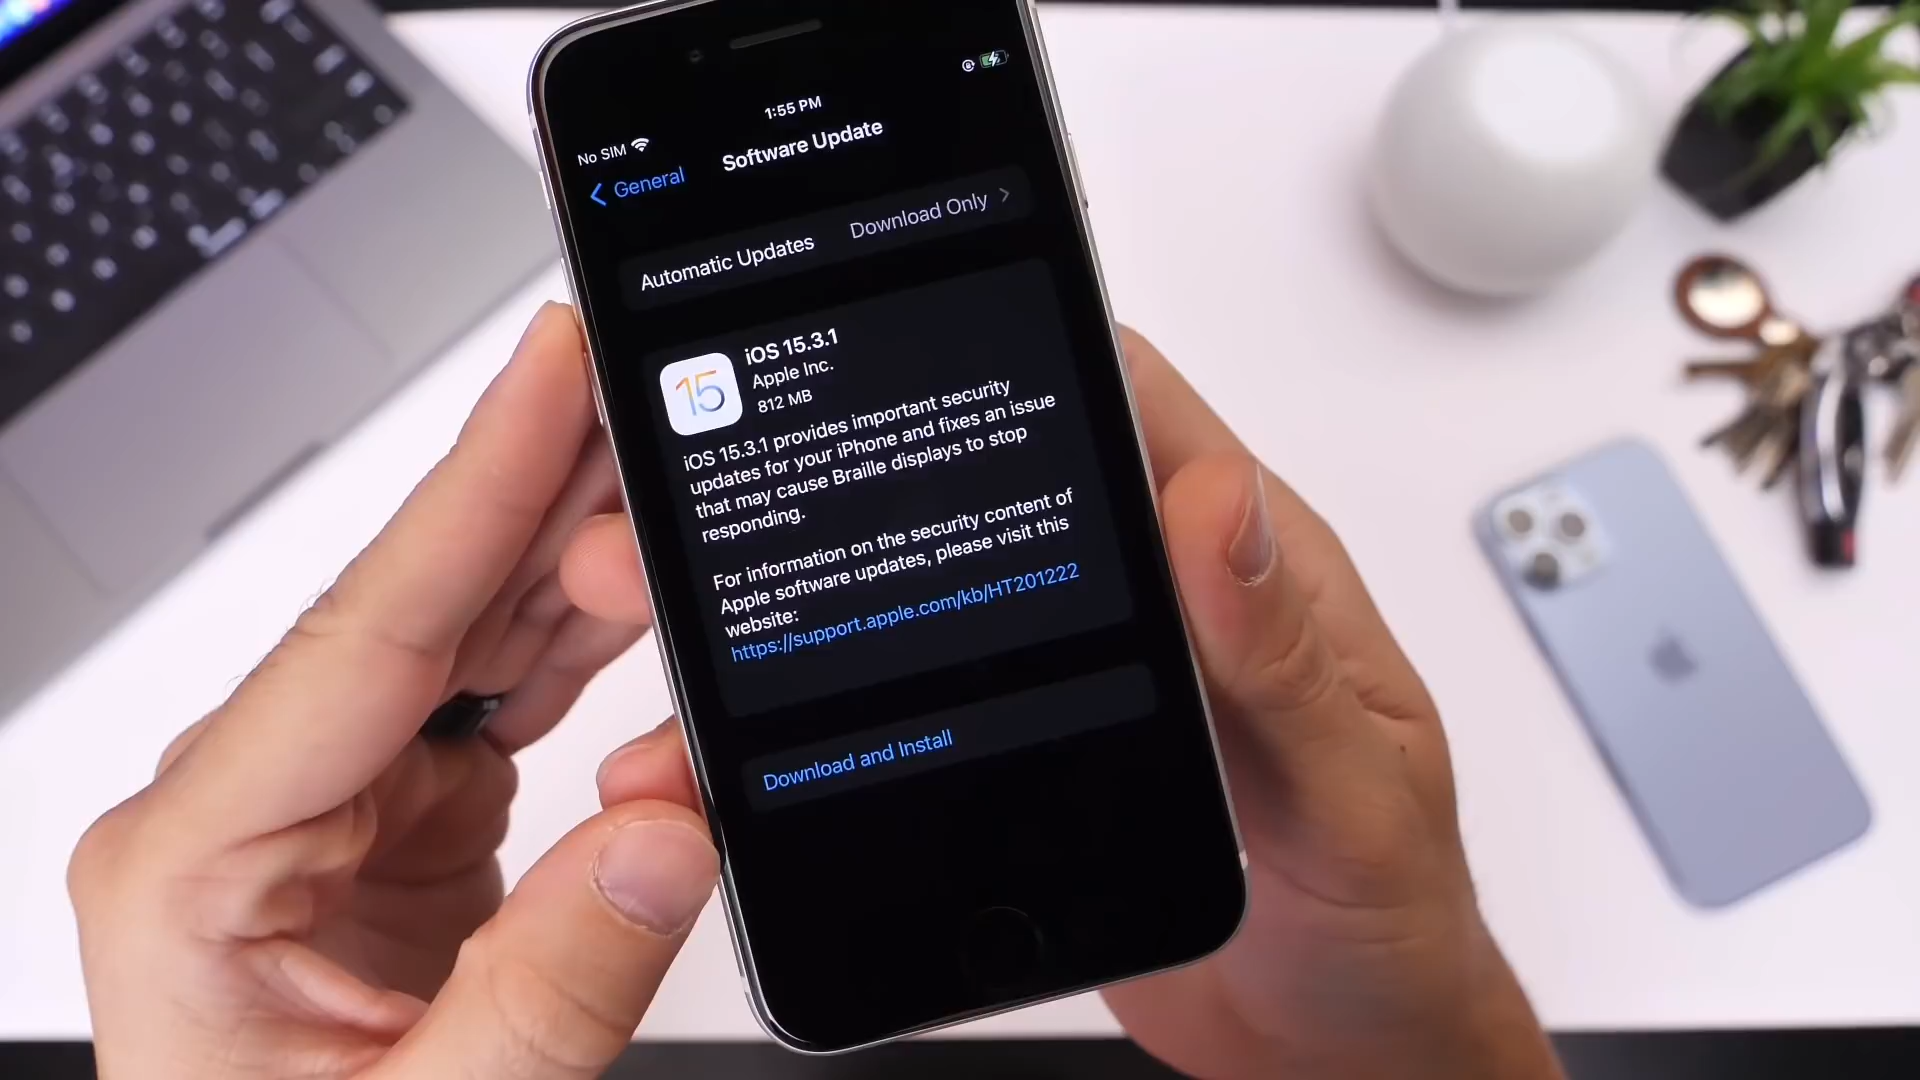 1:55 PM
No SIM
General
Software Update
Automatic Updates
Download Only
15
iOS 15.3.1
Apple Inc.
812 MB
iOS 15.3.1 provides important security
updates for your iPhone and fixes an issue
that may cause Braille displays to stop
responding.
For information on the security content of
Apple software updates, please visit this
website:
https://support.apple.com/kb/HT201222
Download and Install